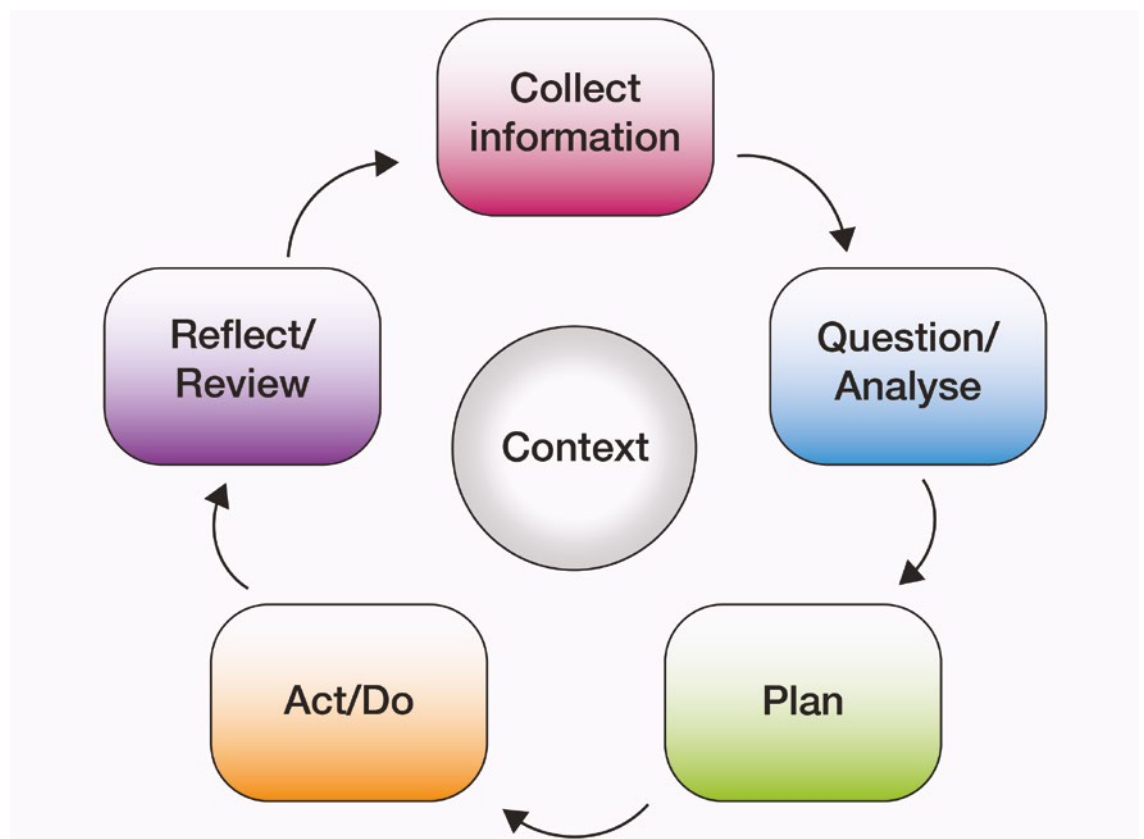 Collect
information
Question/
Analyse
Plan
Act/Do
Reflect/
Review
Context